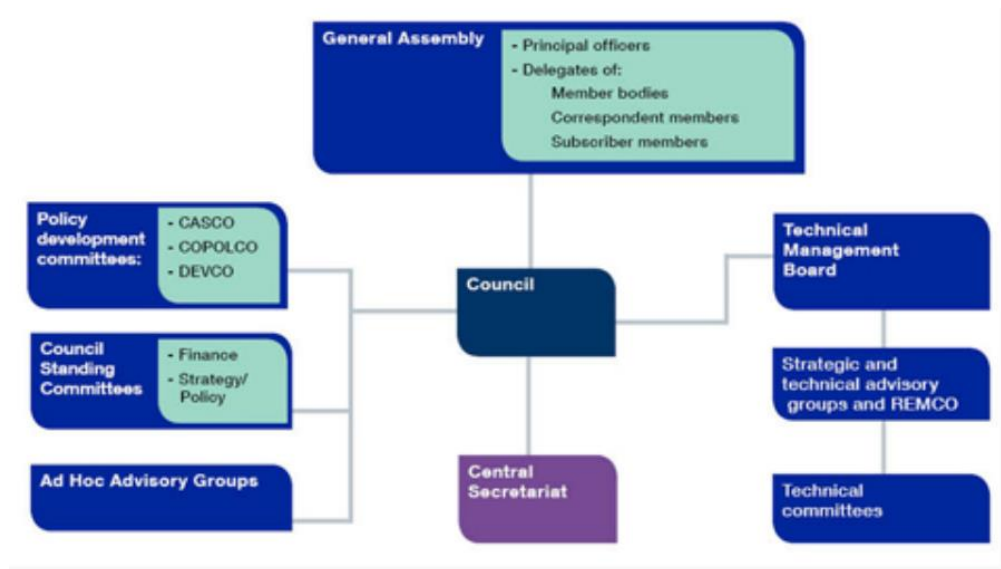 General Assembly
- Principal officers
- Delegates of:
Member bodies
Correspondent members
Subscriber members
Policy
development
committees:
- CASCO
- COPOLCO
- DEVCO
Council
Technical
Management
Board
Council
Standing
Committees
- Finance
- Strategy/
Policy
Strategic and
technical advisory
groups and REMCO
Ad Hoc Advisory Groups
Central
Secretariat
Technical
committees